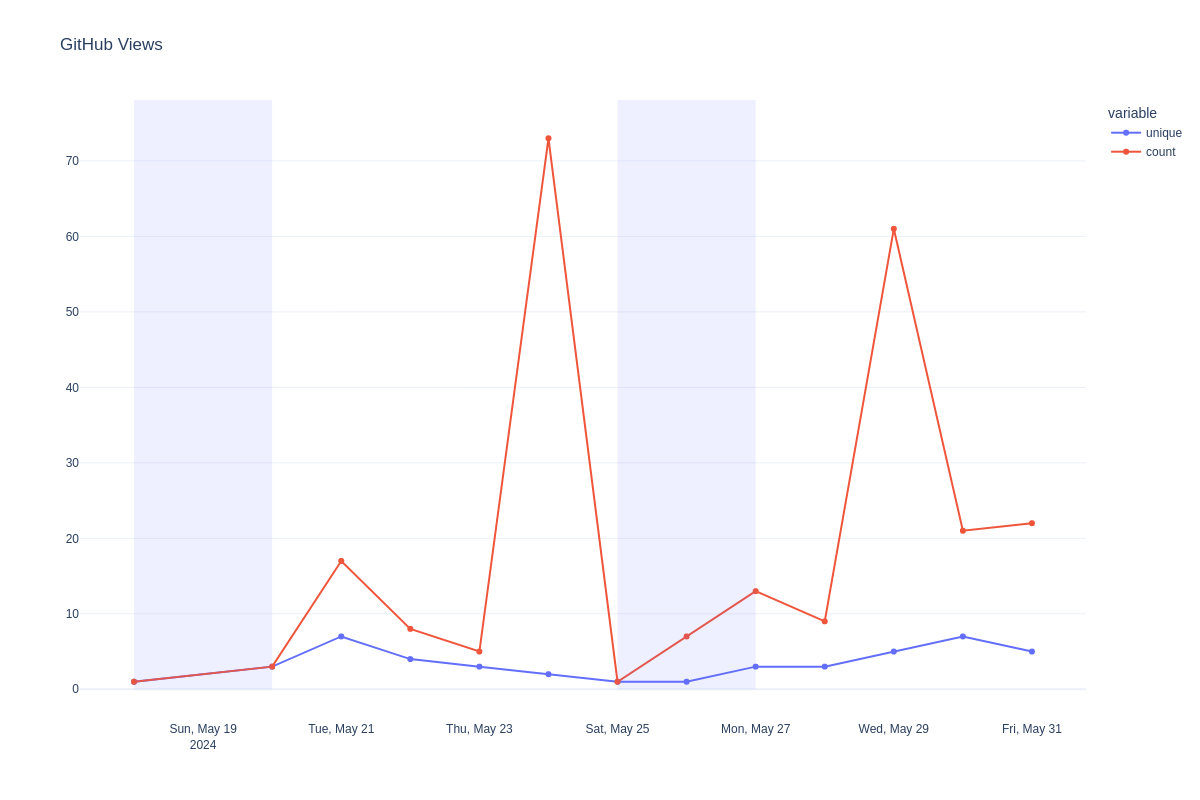 GitHub Views
variable
unique
count
70
60
50
40
30
20
10
0
Sun, May 19
2024
Tue, May 21
Thu, May 23
Sat, May 25
Mon, May 27
Wed, May 29
Fri, May 31